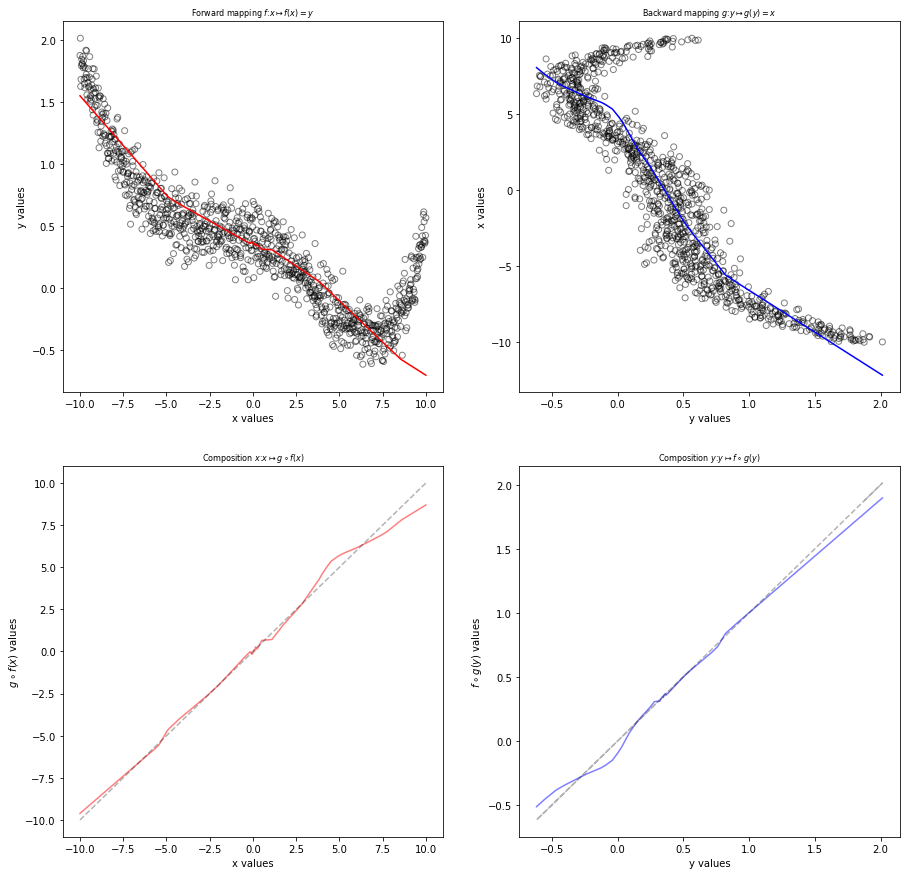 Forward mapping f:x↦f(x) = y
Backward mapping g:y↦g(y) = x
2.0
1.5
1.0
0.5
0.0
−0.5
y values
−10.0 −7.5 −5.0 −2.5 0.0 2.5 5.0 7.5 10.0
x values
10
5
0
−5
−10
x values
−0.5 0.0 0.5 1.0 1.5 2.0
y values
Composition x:x↦g∘f(x)
Composition y:y↦f∘g(y)
10.0
7.5
5.0
2.5
0.0
−2.5
−5.0
−7.5
−10.0
g∘f(x) values
−10.0 −7.5 −5.0 −2.5 0.0 2.5 5.0 7.5 10.0
x values
2.0
1.5
1.0
0.5
0.0
−0.5
f∘g(y) values
−0.5 0.0 0.5 1.0 1.5 2.0
y values